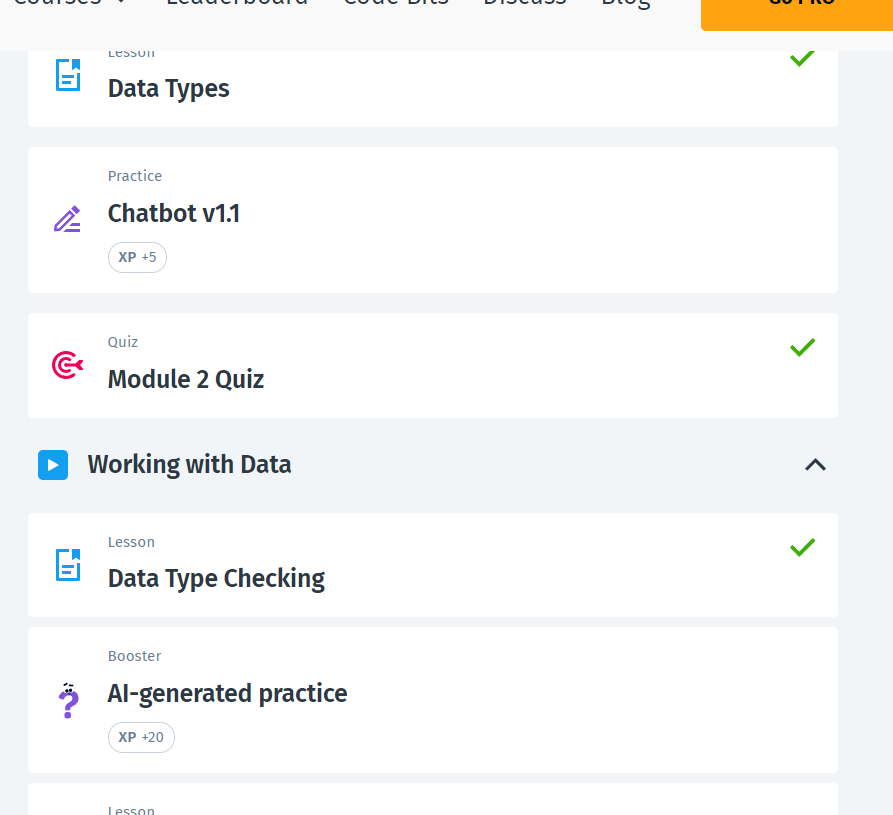 Courses Leaderboard Code Bits Discuss Blog Go PRO
Lesson
Data Types
Practice
Chatbot v1.1
XP +5
Quiz
Module 2 Quiz
Working with Data
Lesson
Data Type Checking
Booster
AI-generated practice
XP +20
Lesson